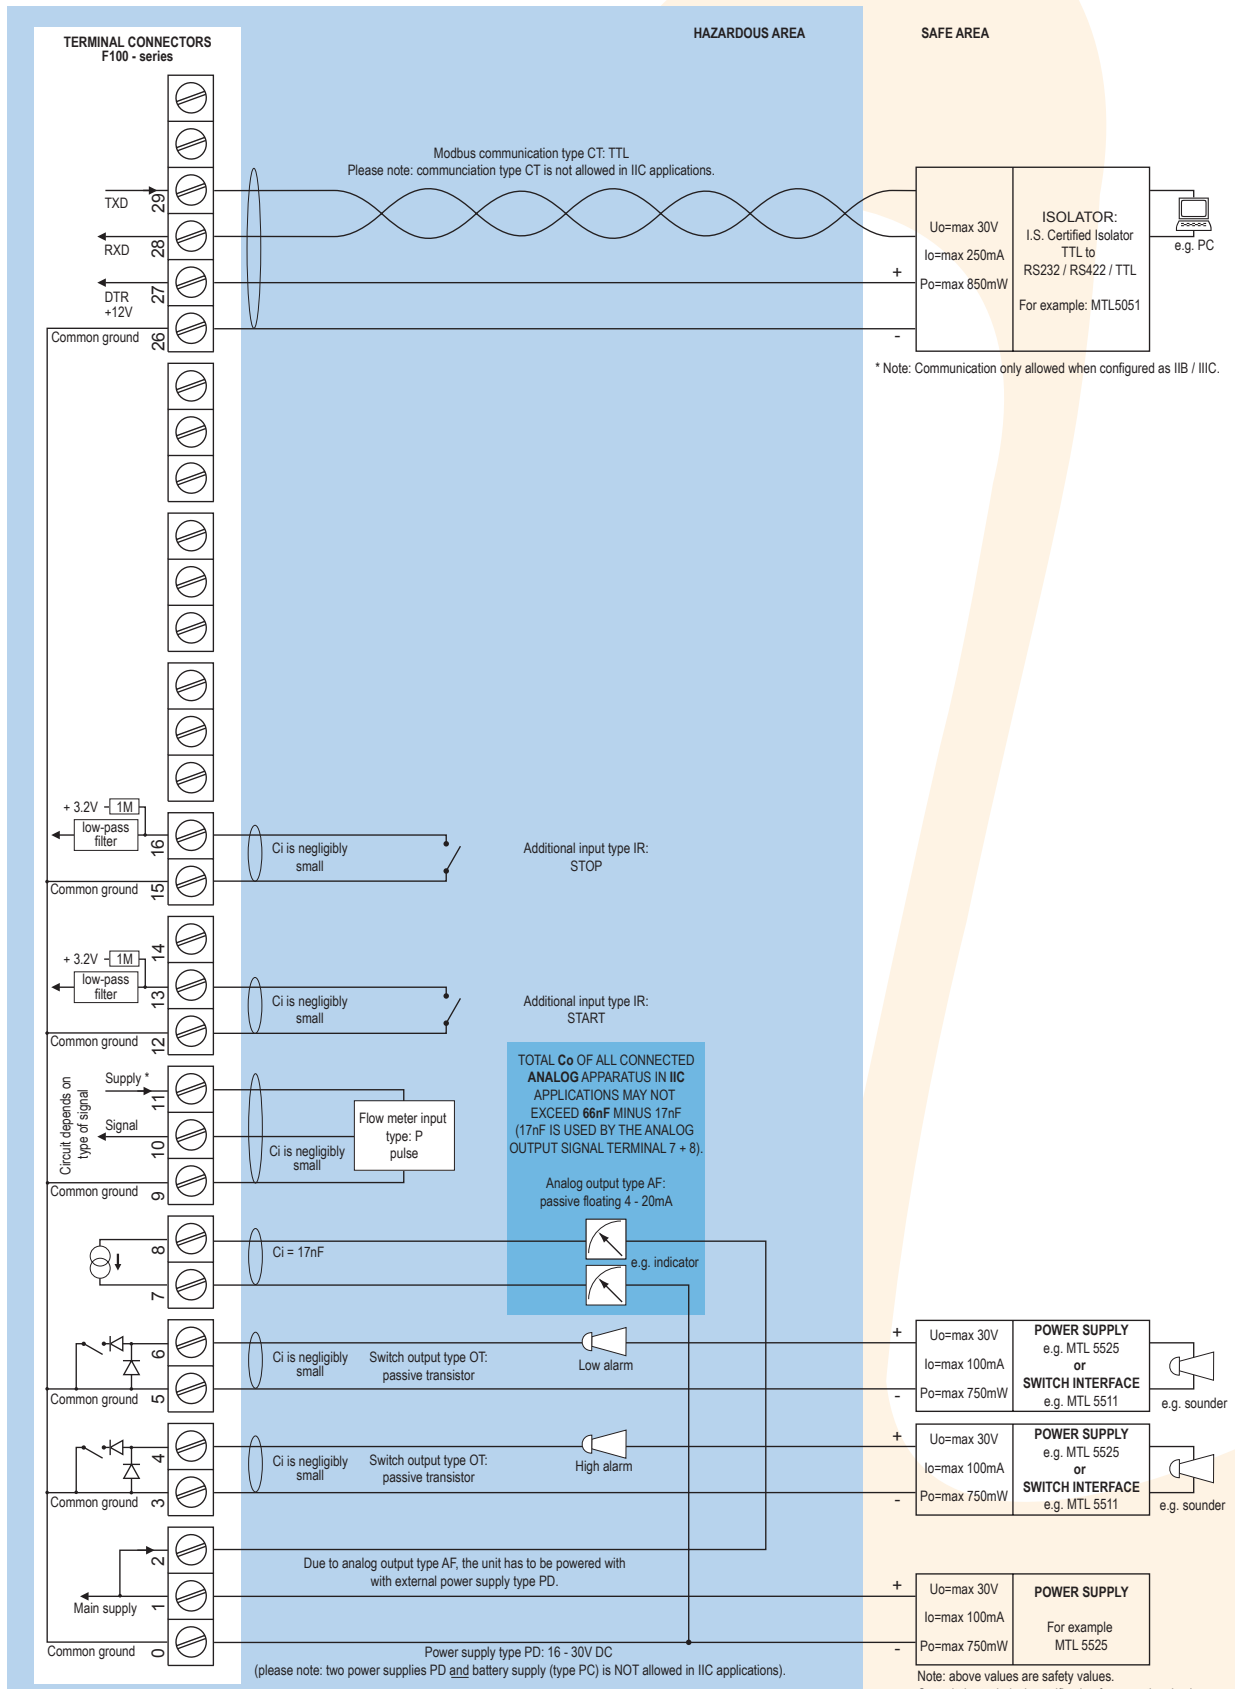 HAZARDOUS AREA
SAFE AREA
TERMINAL CONNECTORS
F100 - series
Modbus communication type CT: TTL
Please note: communciation type CT is not allowed in IIC applications.
TXD
29
RXD
28
DTR
+12V
27
Common ground
26
+
-
Uo=max 30V
Io=max 250mA
Po=max 850mW
ISOLATOR:
I.S. Certified Isolator
TTL to
RS232 / RS422 / TTL
For example: MTL5051
e.g. PC
* Note: Communication only allowed when configured as IIB / IIIC.
+ 3.2V
1M
low-pass
filter
16
Common ground
15
Ci is negligibly
small
Additional input type IR:
STOP
14
+ 3.2V
1M
low-pass
filter
13
Common ground
12
Ci is negligibly
small
Additional input type IR:
START
TOTAL Co OF ALL CONNECTED
ANALOG APPARATUS IN IIC
APPLICATIONS MAY NOT
EXCEED 66nF MINUS 17nF
(17nF IS USED BY THE ANALOG
OUTPUT SIGNAL TERMINAL 7 + 8).
Circuit depends on
type of signal
Supply *
11
Signal
10
Common ground
9
Ci is negligibly
small
Flow meter input
type: P
pulse
Analog output type AF:
passive floating 4 - 20mA
8
7
Ci = 17nF
e.g. indicator
6
Common ground
5
Ci is negligibly
small
Switch output type OT:
passive transistor
Low alarm
+
-
Uo=max 30V
Io=max 100mA
Po=max 750mW
POWER SUPPLY
e.g. MTL 5525
or
SWITCH INTERFACE
e.g. MTL 5511
e.g. sounder
4
Common ground
3
Ci is negligibly
small
Switch output type OT:
passive transistor
High alarm
+
-
Uo=max 30V
Io=max 100mA
Po=max 750mW
POWER SUPPLY
e.g. MTL 5525
or
SWITCH INTERFACE
e.g. MTL 5511
e.g. sounder
2
Due to analog output type AF, the unit has to be powered with
with external power supply type PD.
Main supply
1
Common ground
0
Power supply type PD: 16 - 30V DC
(please note: two power supplies PD and battery supply (type PC) is NOT allowed in IIC applications).
+
-
Uo=max 30V
Io=max 100mA
Po=max 750mW
POWER SUPPLY
For example
MTL 5525
Note: above values are safety values.